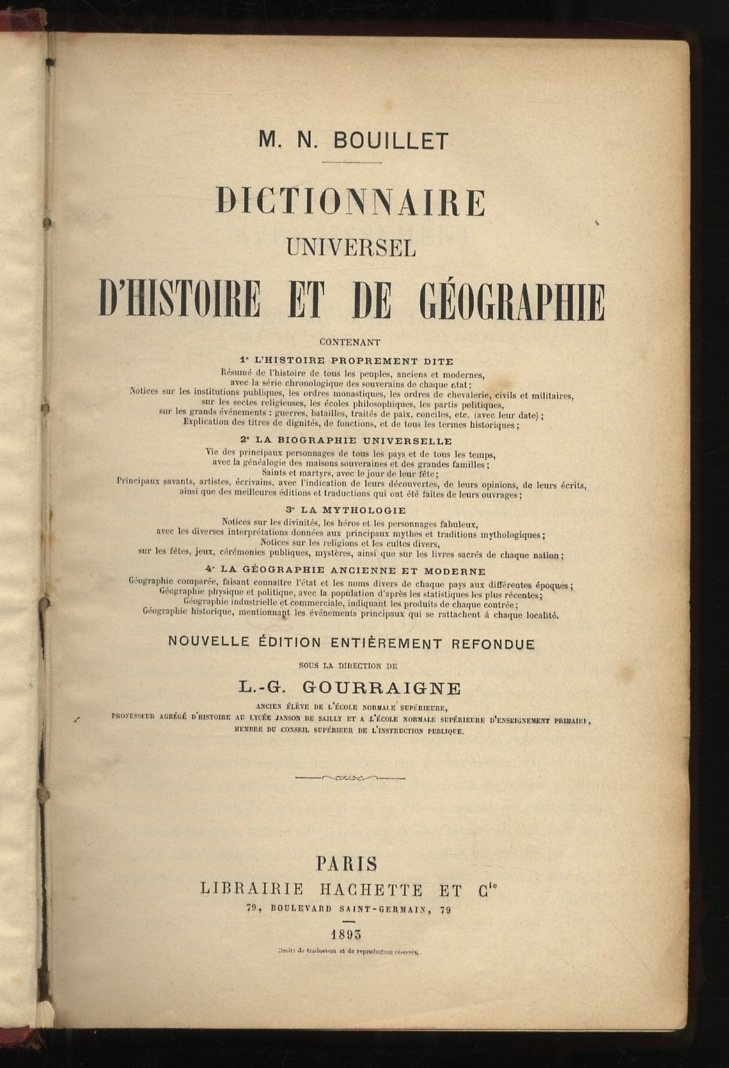 M. N. BOUILLET
DICTIONNAIRE
UNIVERSEL
D'HISTOIRE ET DE GÉOGRAPHIE
CONTENANT
1° L'HISTOIRE PROPREMENT DITE
Résumé de l'histoire de tous les peuples, anciens et modernes,
avec la série chronologique des souverains de chaque État;
Notices sur les institutions publiques, les ordres monastiques, les ordres de chevalerie, civils et militaires,
sur les sectes religieuses, les écoles philosophiques, les partis politiques,
sur les grands événements : guerres, batailles, traités de paix, conciles, etc. (avec leur date);
Explication des titres de dignités, de fonctions, et de tous les termes historiques;
2° LA BIOGRAPHIE UNIVERSELLE
Vie des principaux personnages de tous les pays et de tous les temps,
avec la généalogie des maisons souveraines et des grandes familles;
Saints et martyrs, avec le jour de leur fête;
Principaux savants, artistes, écrivains, avec l'indication de leurs découvertes, de leurs opinions, de leurs écrits,
ainsi que des meilleures éditions et traductions qui ont été faites de leurs ouvrages;
3° LA MYTHOLOGIE
Notices sur les divinités, les héros et les personnages fabuleux,
avec les diverses interprétations données aux principaux mythes et traditions mythologiques;
Notices sur les religions et les cultes divers,
sur les fêtes, jeux, cérémonies publiques, mystères, ainsi que sur les livres sacrés de chaque nation;
4° LA GÉOGRAPHIE ANCIENNE ET MODERNE
Géographie comparée, faisant connaître l'état et les noms divers de chaque pays aux différentes époques;
Géographie physique et politique, avec la population d'après les statistiques les plus récentes;
Géographie industrielle et commerciale, indiquant les produits de chaque contrée;
Géographie historique, mentionnant les événements principaux qui se rattachent à chaque localité.
NOUVELLE ÉDITION ENTIÈREMENT REFONDUE
SOUS LA DIRECTION DE
L.-G. GOURRAIGNE
ANCIEN ÉLÈVE DE L'ÉCOLE NORMALE SUPÉRIEURE,
PROFESSEUR AGRÉGÉ D'HISTOIRE AU LYCÉE JANSON DE SAILLY ET A L'ÉCOLE NORMALE SUPÉRIEURE D'ENSEIGNEMENT PRIMAIRE,
MEMBRE DU CONSEIL SUPÉRIEUR DE L'INSTRUCTION PUBLIQUE.
PARIS
LIBRAIRIE HACHETTE ET Cie
79, BOULEVARD SAINT-GERMAIN, 79
1893
Droits de traduction et de reproduction réservés.